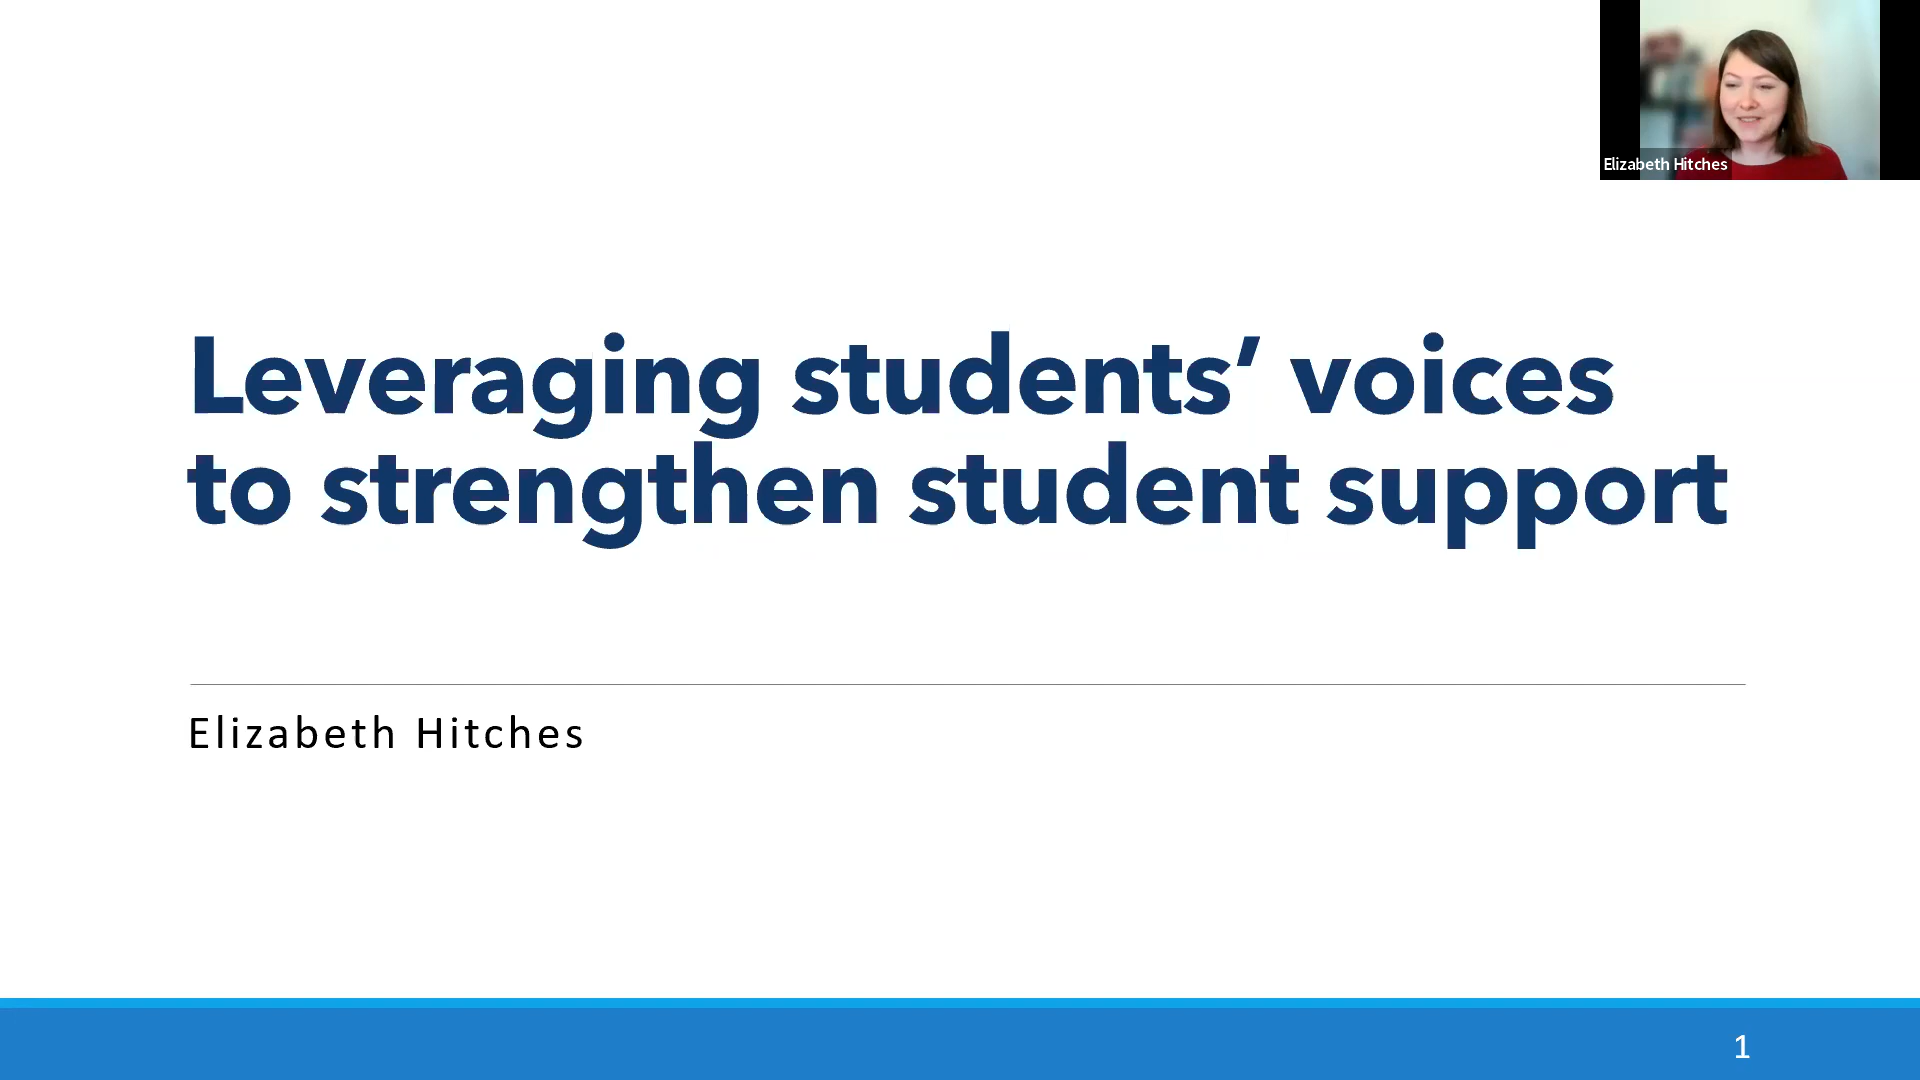 Elizabeth Hitches
Leveraging students’ voices
to strengthen student support
Elizabeth Hitches
1